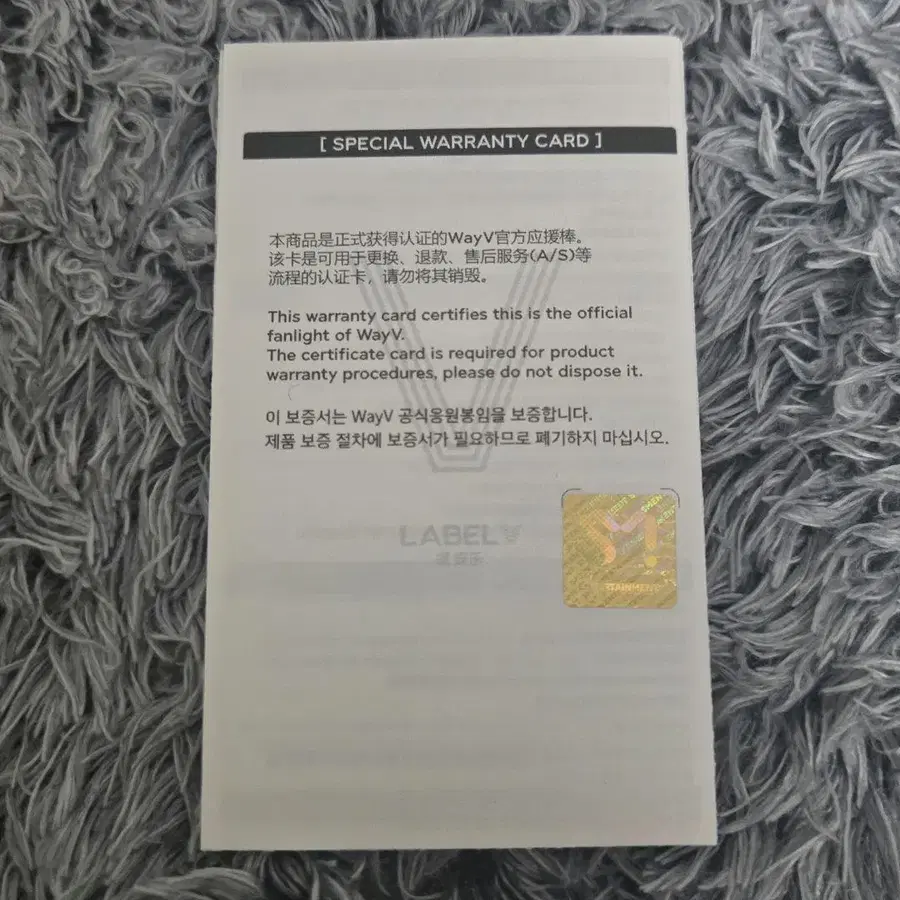 [ SPECIAL WARRANTY CARD ]
本商品是正式获得认证的WayV官方应援棒。
该卡是可用于更换、退款、售后服务(A/S)等
流程的认证卡，请勿将其销毁。
This warranty card certifies this is the official
fanlight of WayV.
The certificate card is required for product
warranty procedures, please do not dispose it.
이 보증서는 WayV 공식응원봉임을 보증합니다.
제품 보증 절차에 보증서가 필요하므로 폐기하지 마십시오.
LABEL V
TAINMENT